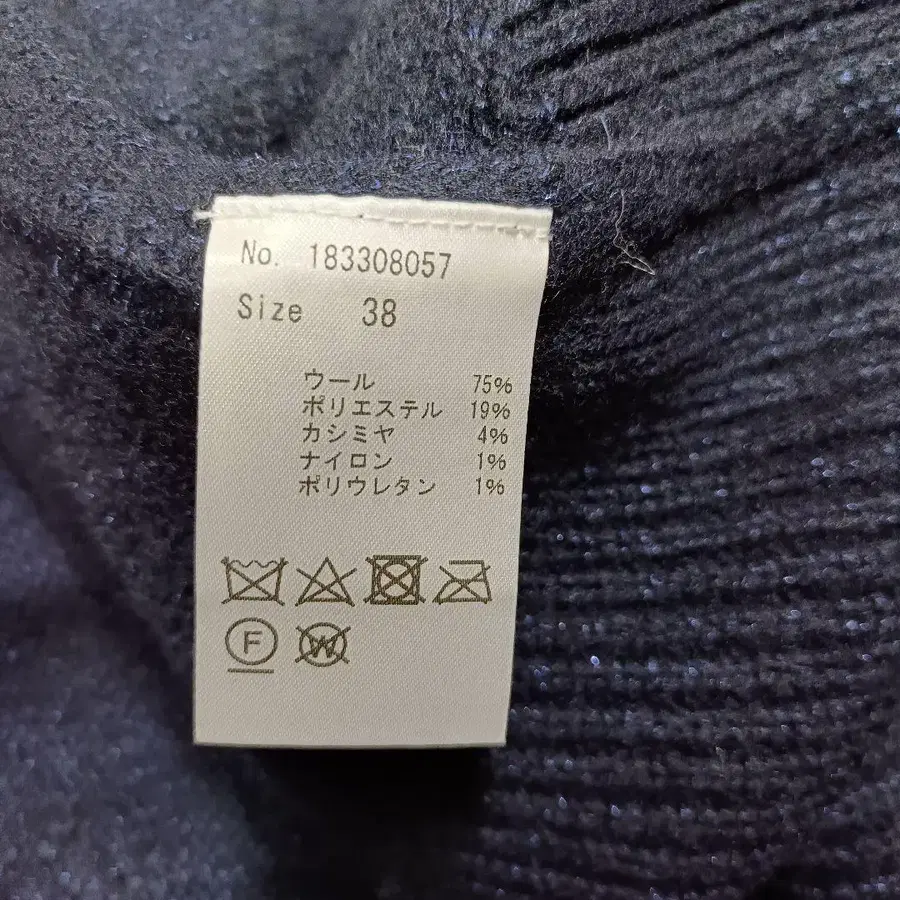 No. 183308057
Size 38
ウール 75%
ポリエステル 19%
カシミヤ 4%
ナイロン 1%
ポリウレタン 1%
F W